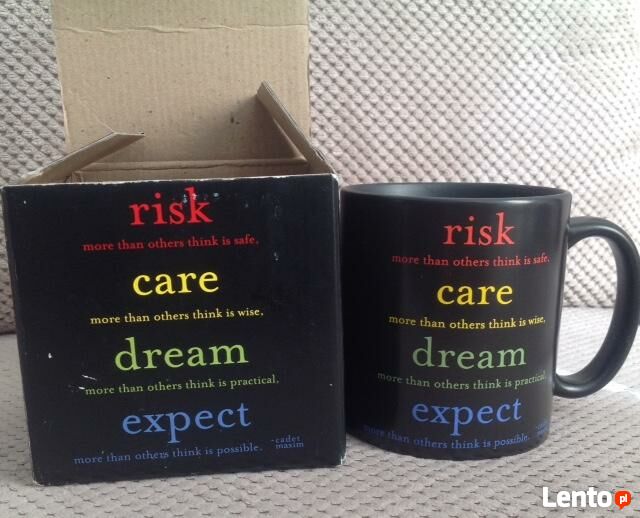 risk
more than others think is safe,
care
more than others think is wise,
dream
more than others think is practical,
expect
more than others think is possible.
-cadet
maxim
risk
more than others think is safe,
care
more than others think is wise,
dream
more than others think is practical,
expect
more than others think is possible.
-cadet
maxim
Lento pl